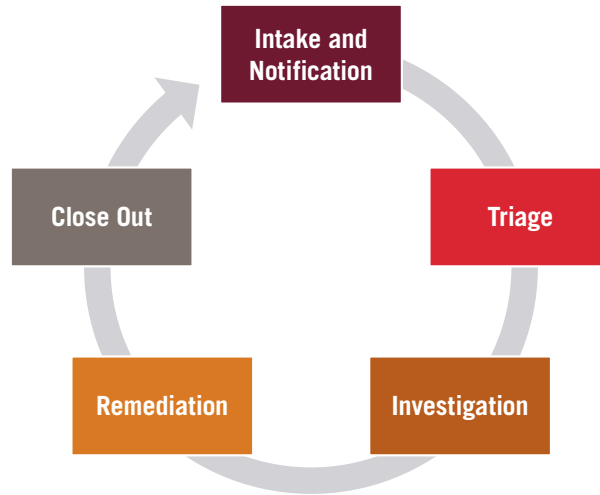 Intake and
Notification
Triage
Investigation
Remediation
Close Out